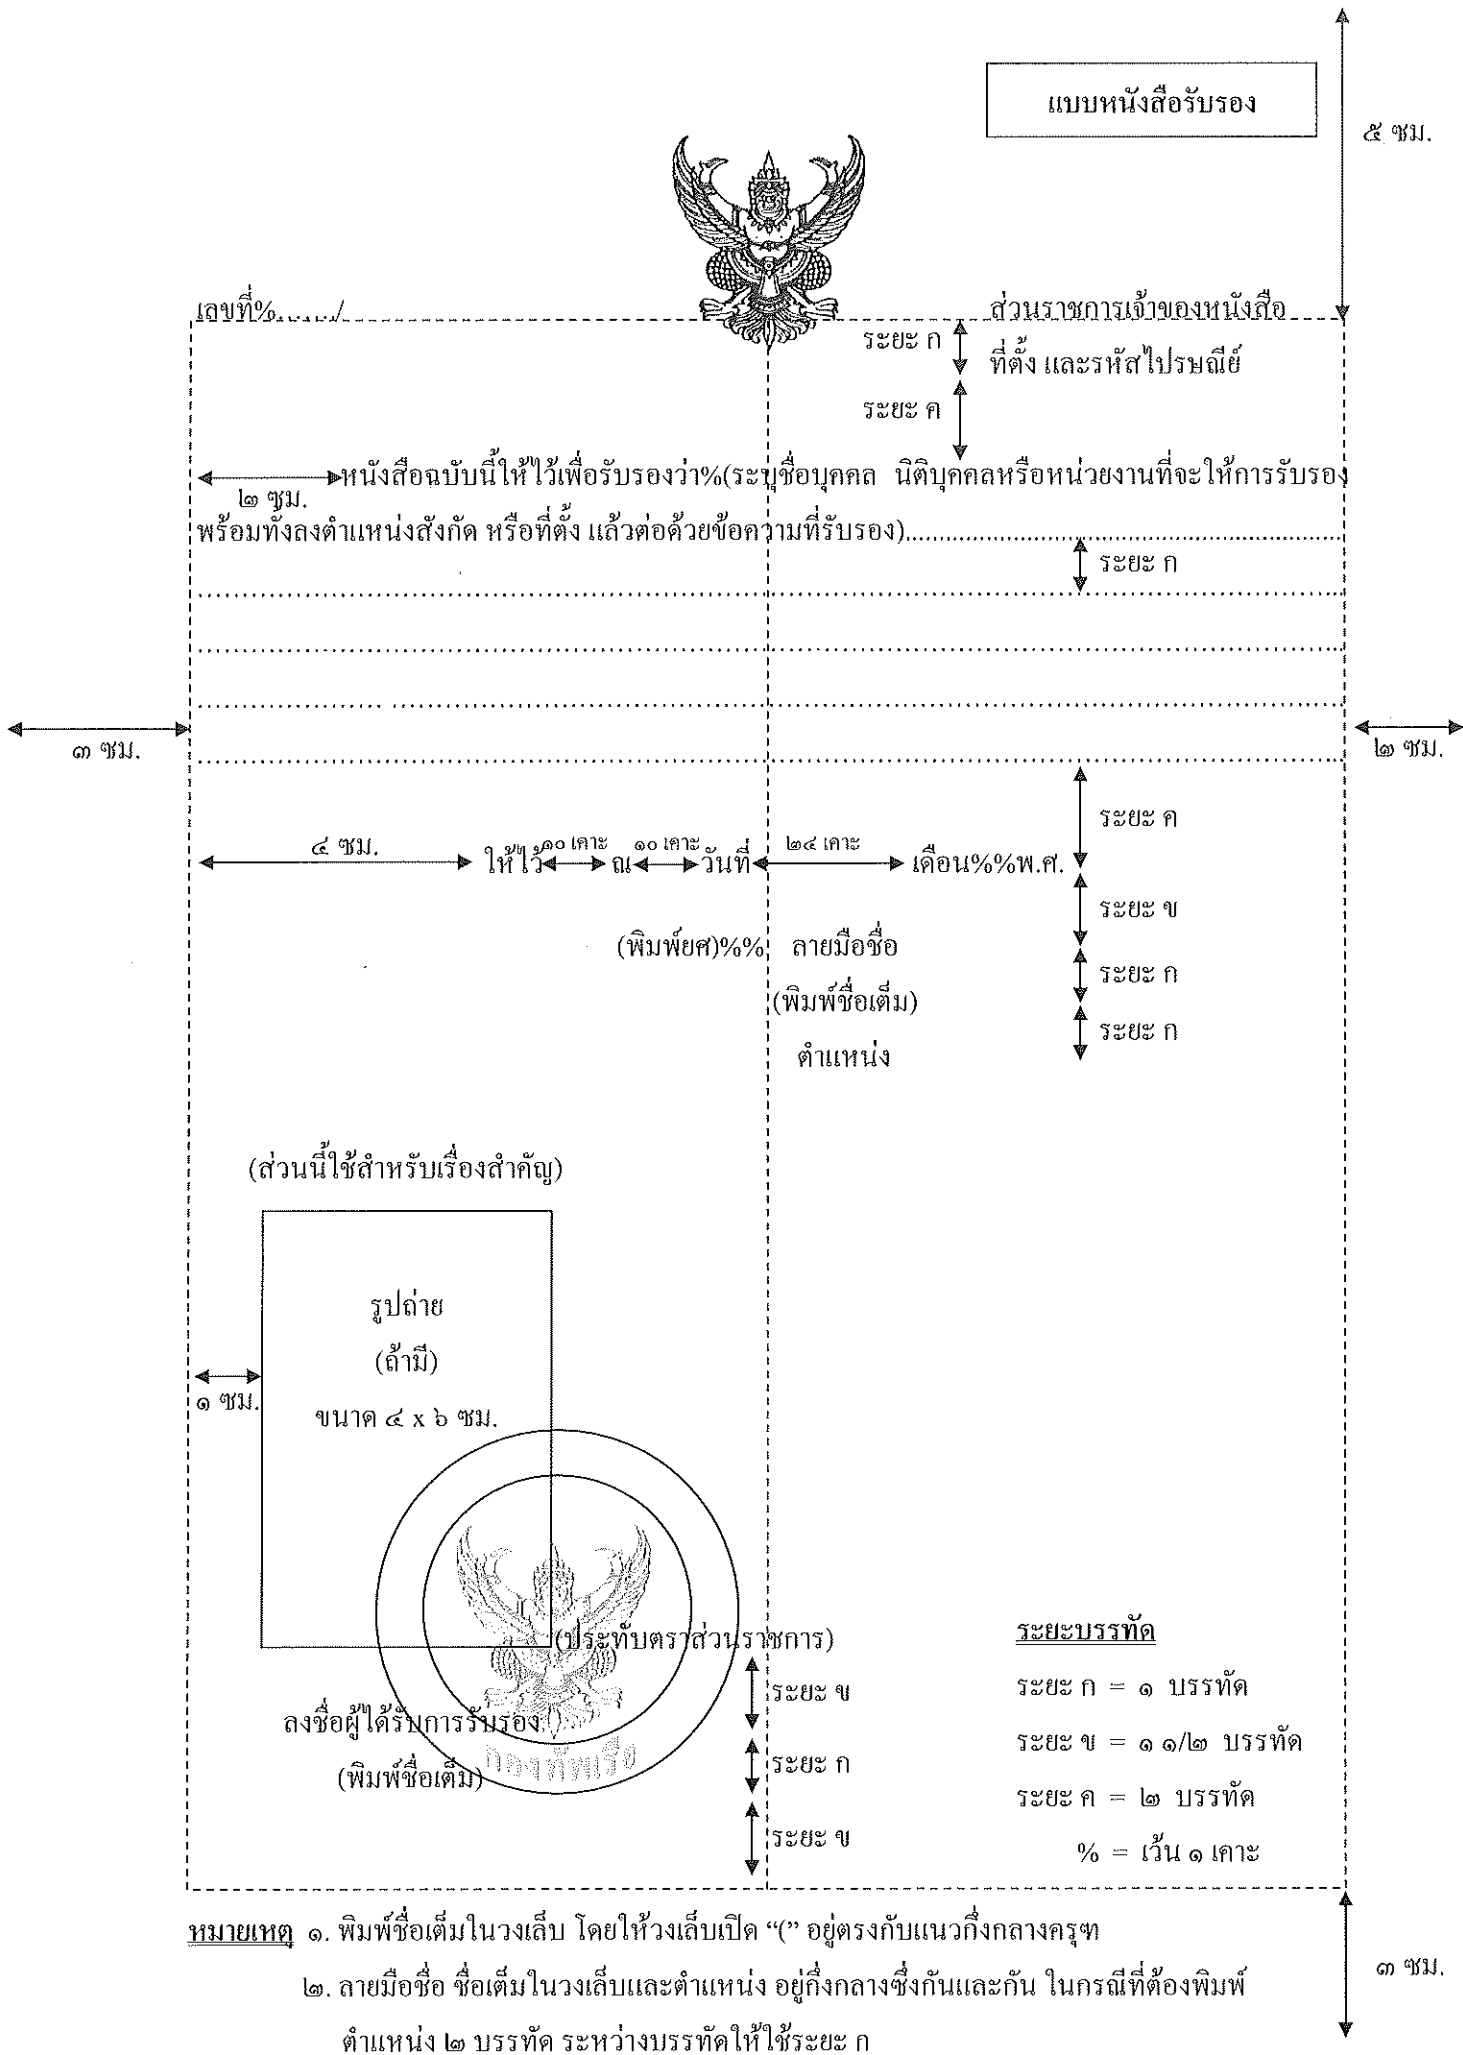 แบบหนังสือรับรอง
๕ ซม.
เลขที่%......./
ส่วนราชการเจ้าของหนังสือ
ระยะ ก
ที่ตั้ง และรหัสไปรษณีย์
ระยะ ค
หนังสือฉบับนี้ให้ไว้เพื่อรับรองว่า%(ระบุชื่อบุคคล นิติบุคคลหรือหน่วยงานที่จะให้การรับรอง
๒ ซม.
พร้อมทั้งลงตำแหน่งสังกัด หรือที่ตั้ง แล้วต่อด้วยข้อความที่รับรอง)...............................................................
ระยะ ก
๓ ซม.
๒ ซม.
ระยะ ค
๔ ซม.
ให้ไว้ ๑๐ เคาะ ณ ๑๐ เคาะ วันที่ ๒๔ เคาะ เดือน%%พ.ศ.
ระยะ ข
(พิมพ์ยศ)%% ลายมือชื่อ
ระยะ ก
(พิมพ์ชื่อเต็ม)
ระยะ ก
ตำแหน่ง
(ส่วนนี้ใช้สำหรับเรื่องสำคัญ)
รูปถ่าย
(ถ้ามี)
๑ ซม.
ขนาด ๔ x ๖ ซม.
(ประทับตราส่วนราชการ)
ระยะ ข
ลงชื่อผู้ได้รับการรับรอง
กองทัพเรือ
ระยะ ก
(พิมพ์ชื่อเต็ม)
ระยะ ข
ระยะบรรทัด
ระยะ ก = ๑ บรรทัด
ระยะ ข = ๑ ๑/๒ บรรทัด
ระยะ ค = ๒ บรรทัด
% = เว้น ๑ เคาะ
หมายเหตุ ๑. พิมพ์ชื่อเต็มในวงเล็บ โดยให้วงเล็บเปิด “(” อยู่ตรงกับแนวกึ่งกลางครุฑ
๒. ลายมือชื่อ ชื่อเต็มในวงเล็บและตำแหน่ง อยู่กึ่งกลางซึ่งกันและกัน ในกรณีที่ต้องพิมพ์
ตำแหน่ง ๒ บรรทัด ระหว่างบรรทัดให้ใช้ระยะ ก
๓ ซม.